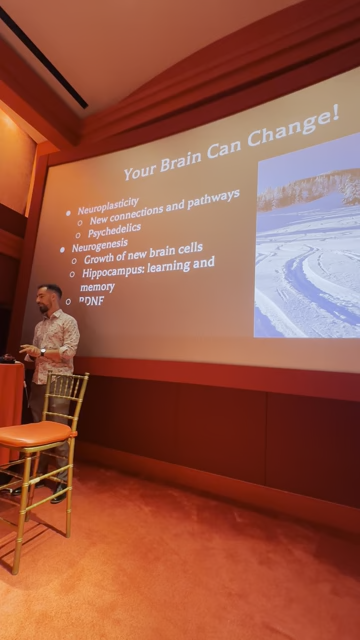 Your Brain Can Change!
● Neuroplasticity
○ New connections and pathways
○ Psychedelics
● Neurogenesis
○ Growth of new brain cells
○ Hippocampus: learning and
memory
○ BDNF